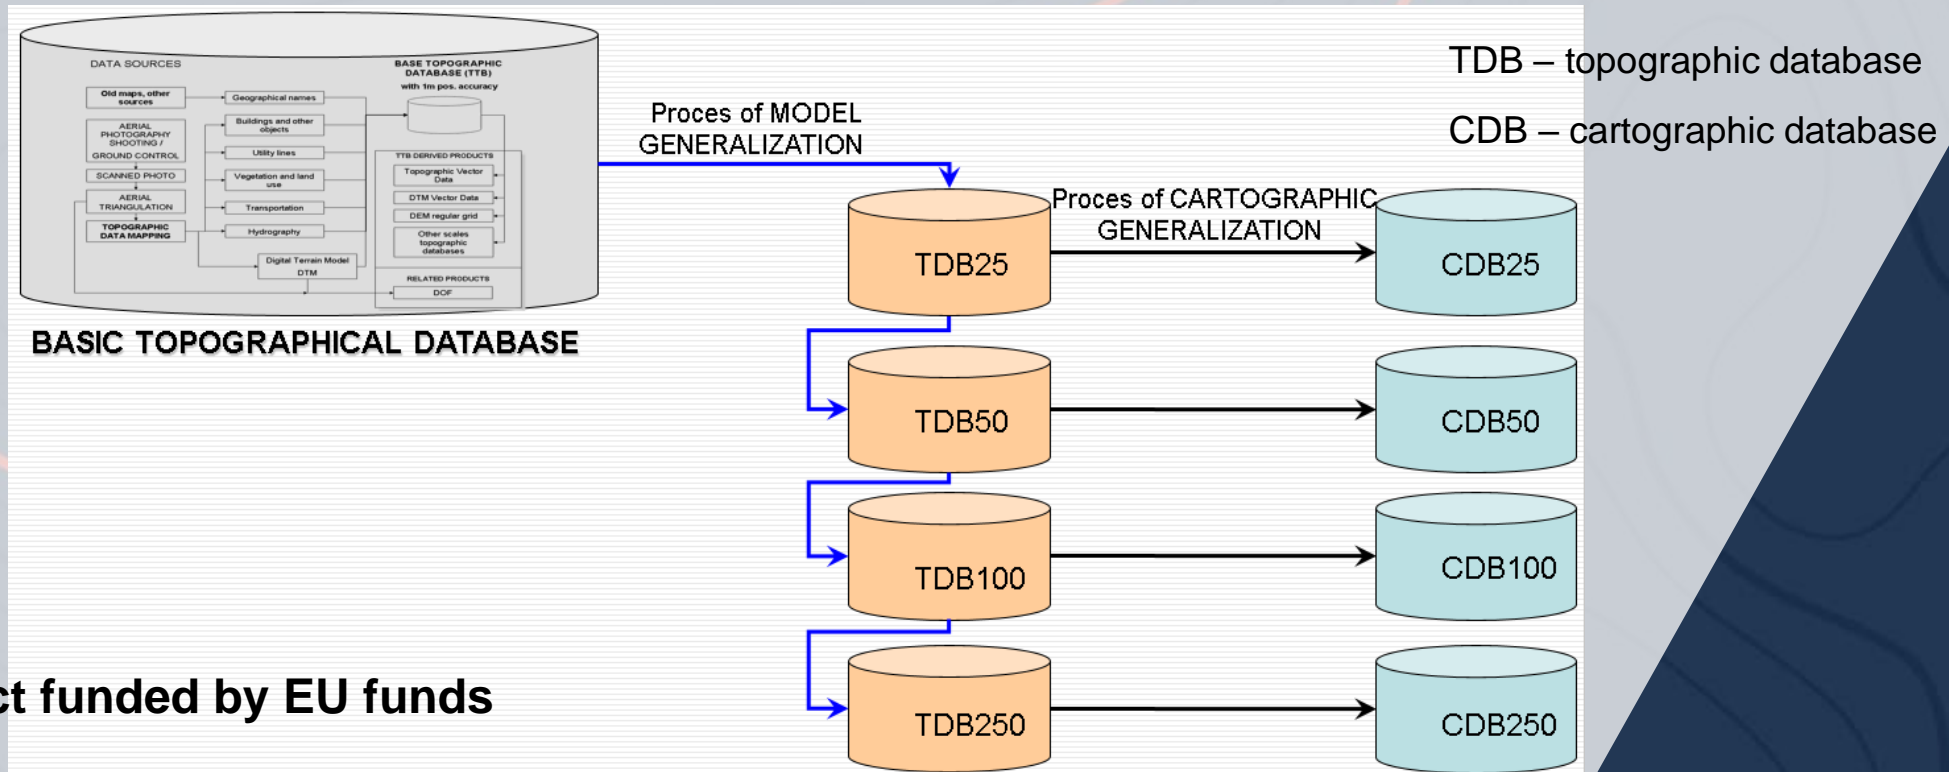 DATA SOURCES
Old maps, other
sources
AERIAL
PHOTOGRAPHY
SHOOTING /
GROUND CONTROL
SCANNED PHOTO
AERIAL
TRIANGULATION
TOPOGRAPHIC
DATA MAPPING
Geographical names
Buildings and other
objects
Utility lines
Vegetation and land
use
Transportation
Hydrography
Digital Terrain Model
DTM
BASE TOPOGRAPHIC
DATABASE (TTB)
with 1m pos. accuracy
TTB DERIVED PRODUCTS
Topographic Vector
Data
DTM Vector Data
DEM regular grid
Other scales
topographic
databases
RELATED PRODUCTS
DOF
BASIC TOPOGRAPHICAL DATABASE
Proces of MODEL
GENERALIZATION
TDB – topographic database
CDB – cartographic database
Proces of CARTOGRAPHIC
GENERALIZATION
TDB25
CDB25
TDB50
CDB50
TDB100
CDB100
TDB250
CDB250
ct funded by EU funds